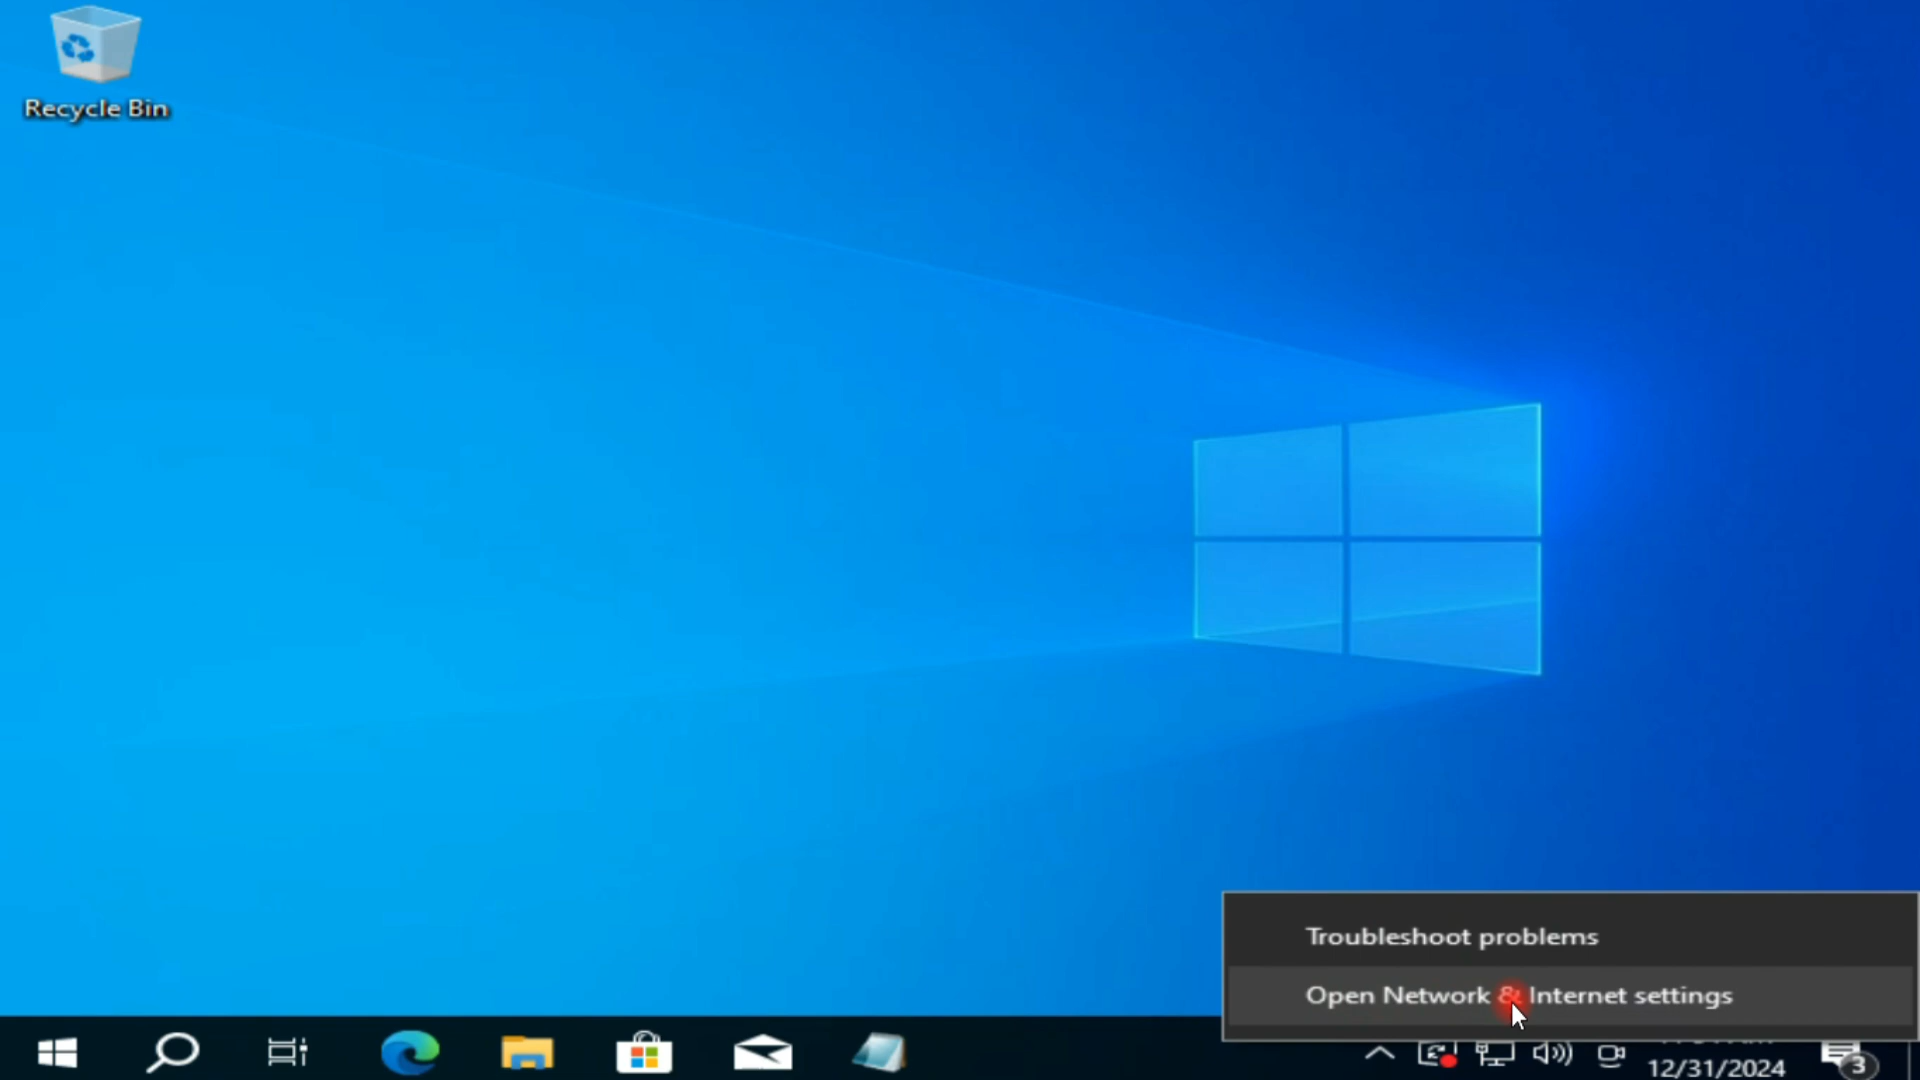 Recycle Bin
Troubleshoot problems
Open Network & Internet settings
12/31/2024
3